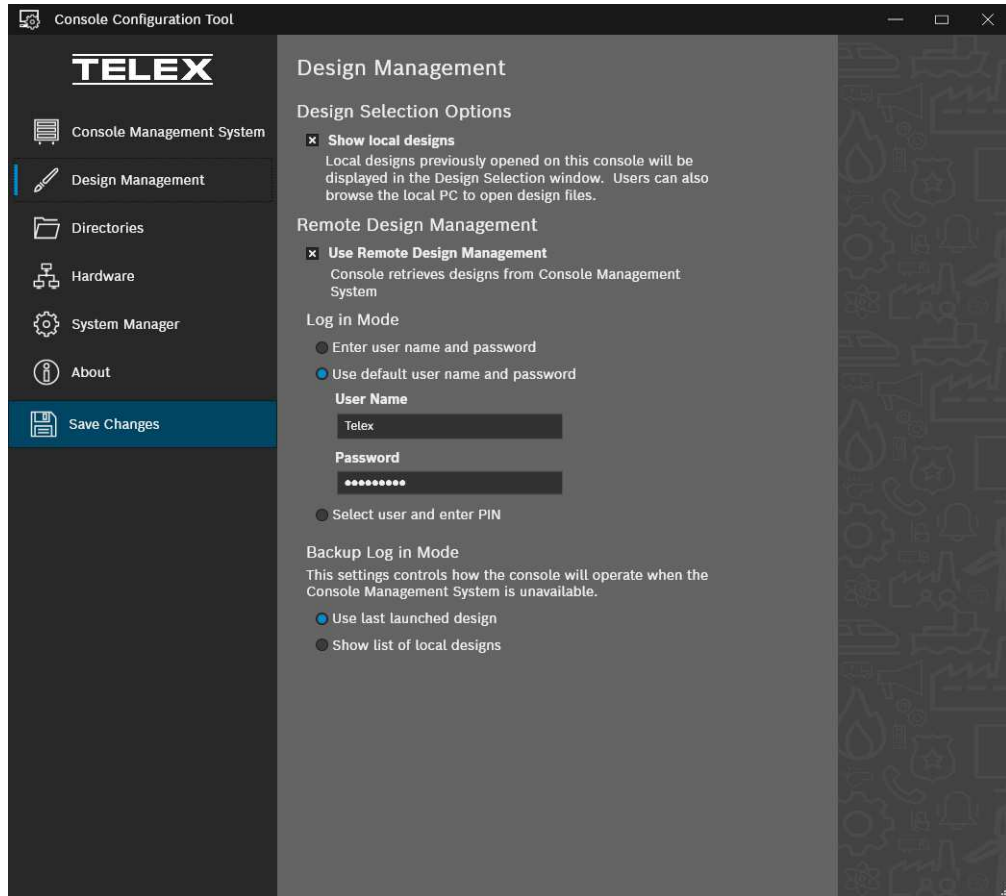 Console Configuration Tool
TELEX
Console Management System
Design Management
Directories
Hardware
System Manager
About
Save Changes
Design Management
Design Selection Options
Show local designs
Local designs previously opened on this console will be
displayed in the Design Selection window. Users can also
browse the local PC to open design files.
Remote Design Management
Use Remote Design Management
Console retrieves designs from Console Management
System
Log in Mode
Enter user name and password
Use default user name and password
User Name
Telex
Password
•••••••••
Select user and enter PIN
Backup Log in Mode
This settings controls how the console will operate when the
Console Management System is unavailable.
Use last launched design
Show list of local designs